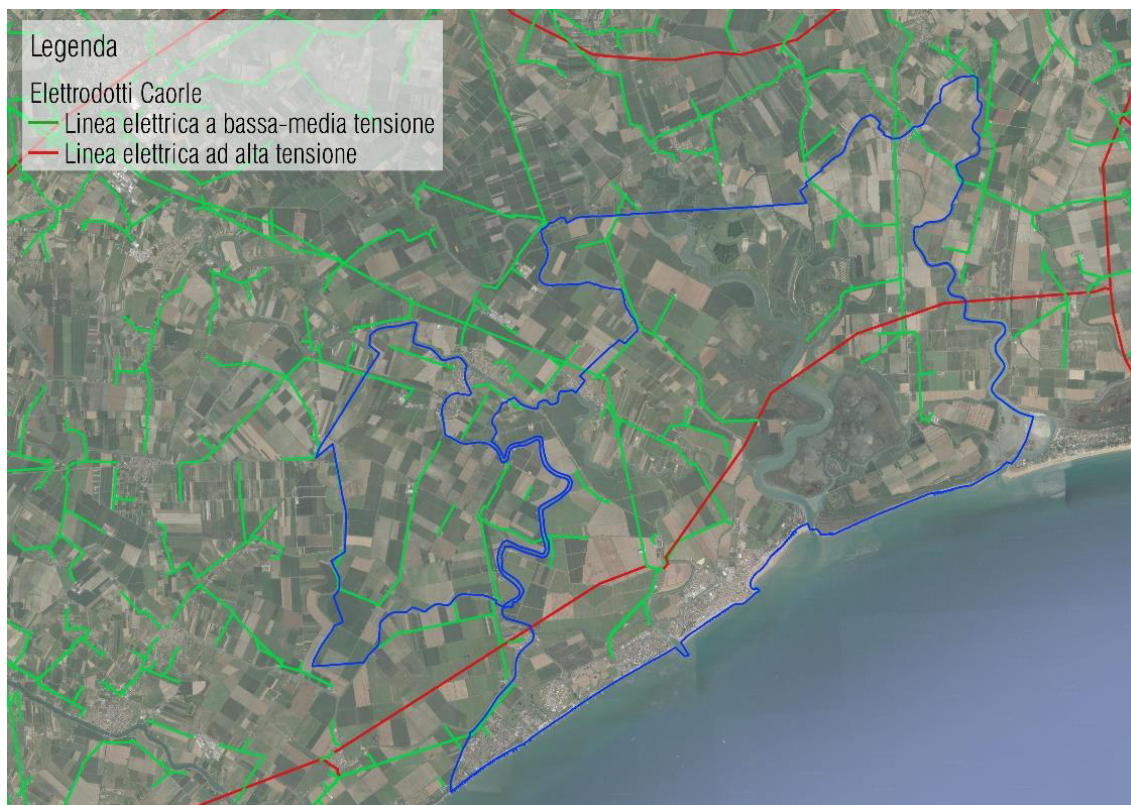 Legenda
Elettrodotti Caorle
Linea elettrica a bassa-media tensione
Linea elettrica ad alta tensione